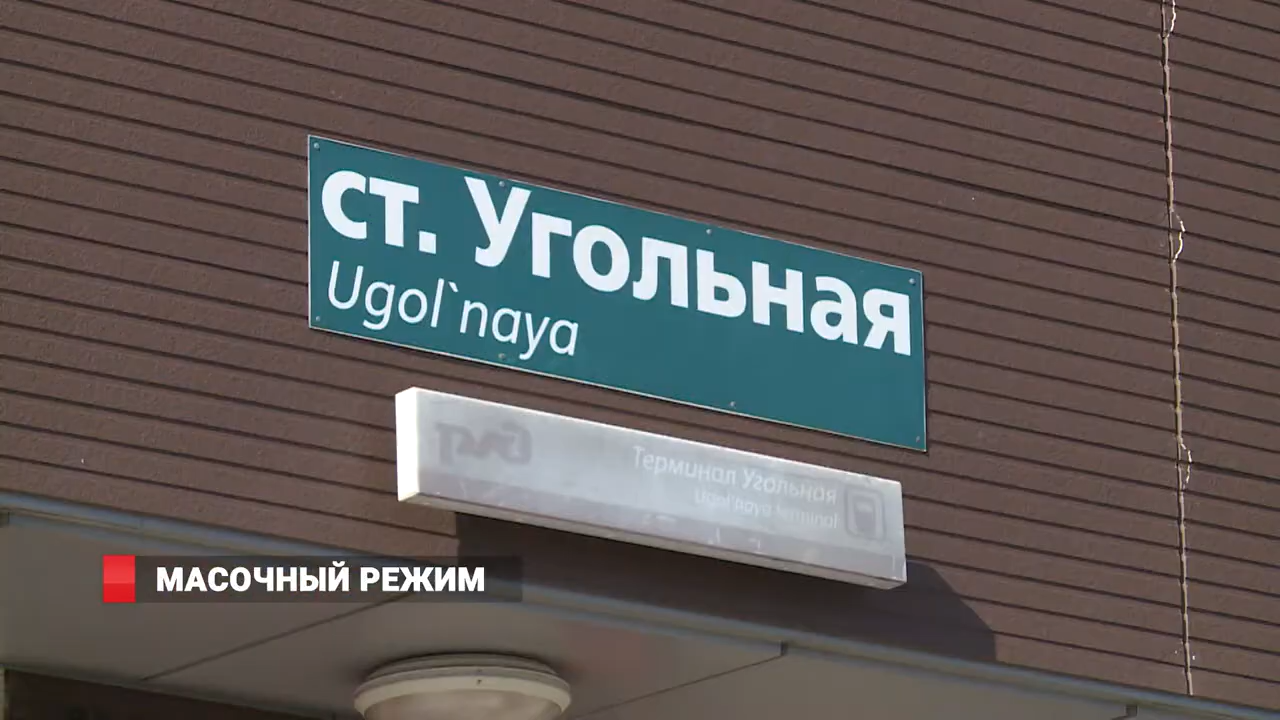 ст. Угольная
Ugol`naya
РЖД
Терминал Угольная
Ugol`naya terminal
МАСОЧНЫЙ РЕЖИМ